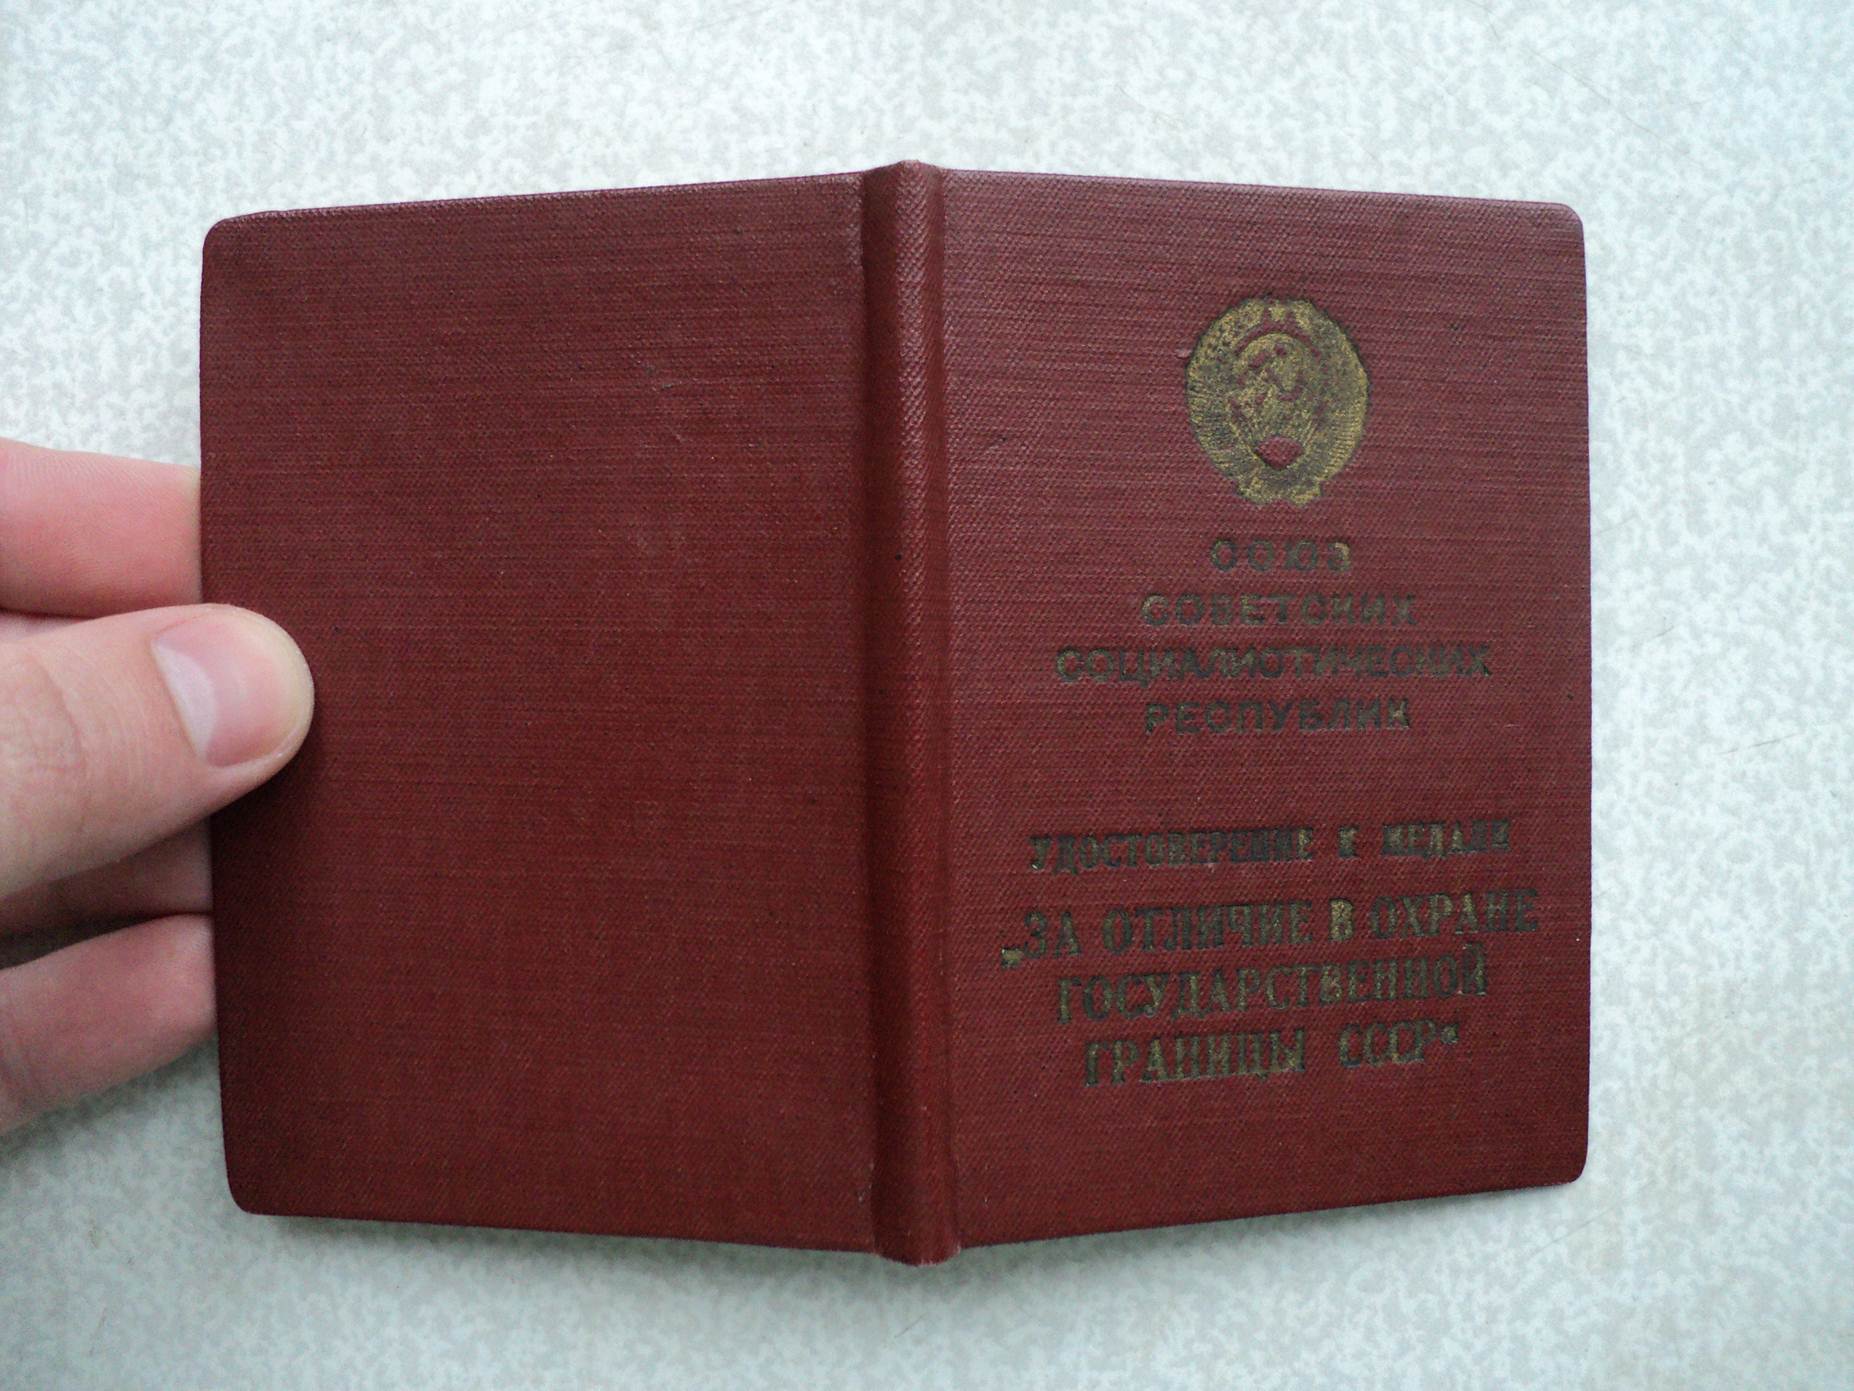 СОЮЗ
СОВЕТСКИХ
СОЦИАЛИСТИЧЕСКИХ
РЕСПУБЛИК
УДОСТОВЕРЕНИЕ К МЕДАЛИ
„ЗА ОТЛИЧИЕ В ОХРАНЕ
ГОСУДАРСТВЕННОЙ
ГРАНИЦЫ СССР“